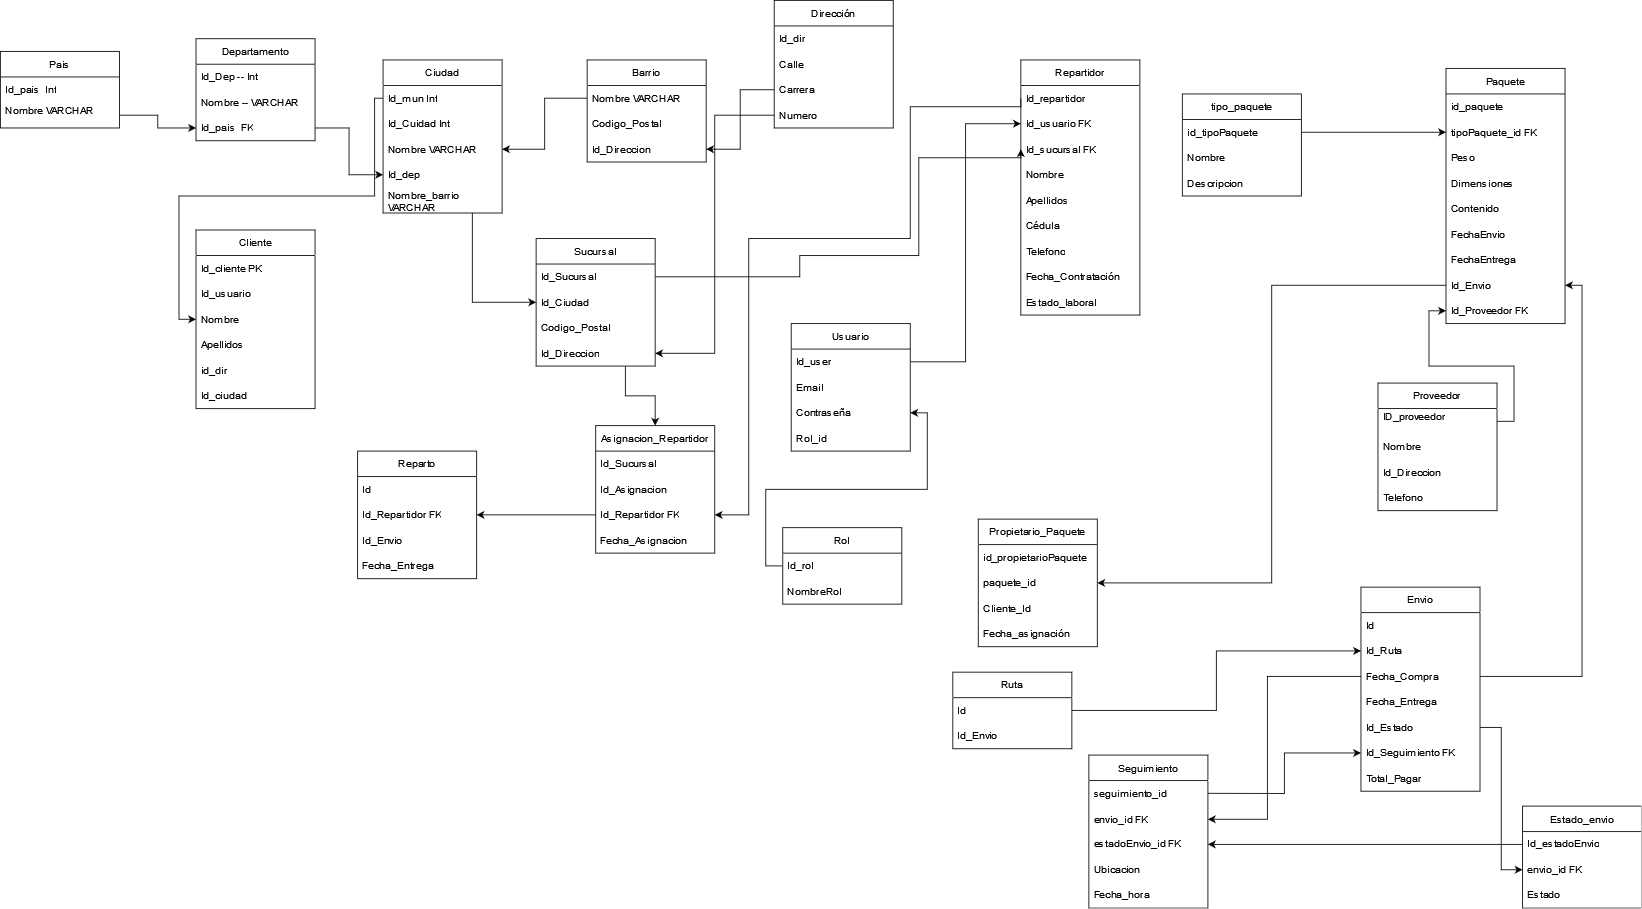 Pais
Id_pais Int
Nombre VARCHAR
Departamento
Id_Dep -- Int
Nombre -- VARCHAR
Id_pais FK
Ciudad
Id_mun Int
Id_Cuidad Int
Nombre VARCHAR
Id_dep
Nombre_barrio
VARCHAR
Barrio
Nombre VARCHAR
Codigo_Postal
Id_Direccion
Dirección
Id_dir
Calle
Carrera
Numero
Repartidor
Id_repartidor
Id_usuario FK
Id_sucursal FK
Nombre
Apellidos
Cédula
Telefono
Fecha_Contratación
Estado_laboral
tipo_paquete
id_tipoPaquete
Nombre
Descripcion
Paquete
id_paquete
tipoPaquete_id FK
Peso
Dimensiones
Contenido
FechaEnvio
FechaEntrega
Id_Envio
Id_Proveedor FK
Cliente
Id_cliente PK
Id_usuario
Nombre
Apellidos
id_dir
Id_ciudad
Sucursal
Id_Sucursal
Id_Ciudad
Codigo_Postal
Id_Direccion
Usuario
Id_user
Email
Contraseña
Rol_id
Proveedor
ID_proveedor
Nombre
Id_Direccion
Telefono
Asignacion_Repartidor
Id_Sucursal
Id_Asignacion
Id_Repartidor FK
Fecha_Asignacion
Reparto
Id
Id_Repartidor FK
Id_Envio
Fecha_Entrega
Rol
Id_rol
NombreRol
Propietario_Paquete
id_propietarioPaquete
paquete_id
Cliente_Id
Fecha_asignación
Envio
Id
Id_Ruta
Fecha_Compra
Fecha_Entrega
Id_Estado
Id_Seguimiento FK
Total_Pagar
Ruta
Id
Id_Envio
Seguimiento
seguimiento_id
envio_id FK
estadoEnvio_id FK
Ubicacion
Fecha_hora
Estado_envio
Id_estadoEnvio
envio_id FK
Estado